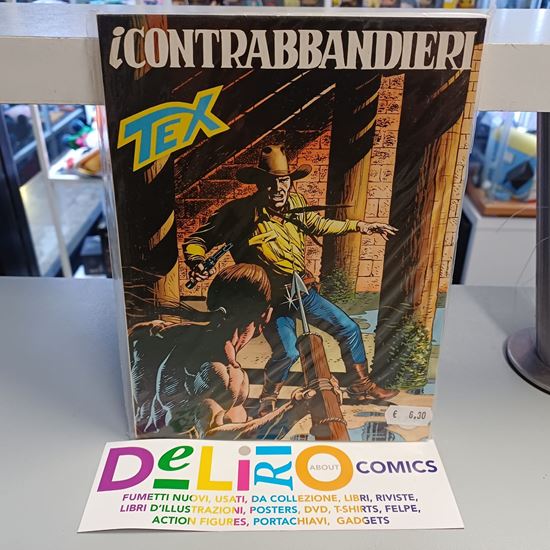 iCONTRABBANDIERI
TEX
€ 6,30
DeLiRiO ABOUT COMICS
FUMETTI NUOVI, USATI, DA COLLEZIONE, LIBRI, RIVISTE,
LIBRI D'ILLUSTRAZIONI, POSTERS, DVD, T-SHIRTS, FELPE,
ACTION FIGURES, PORTACHIAVI, GADGETS